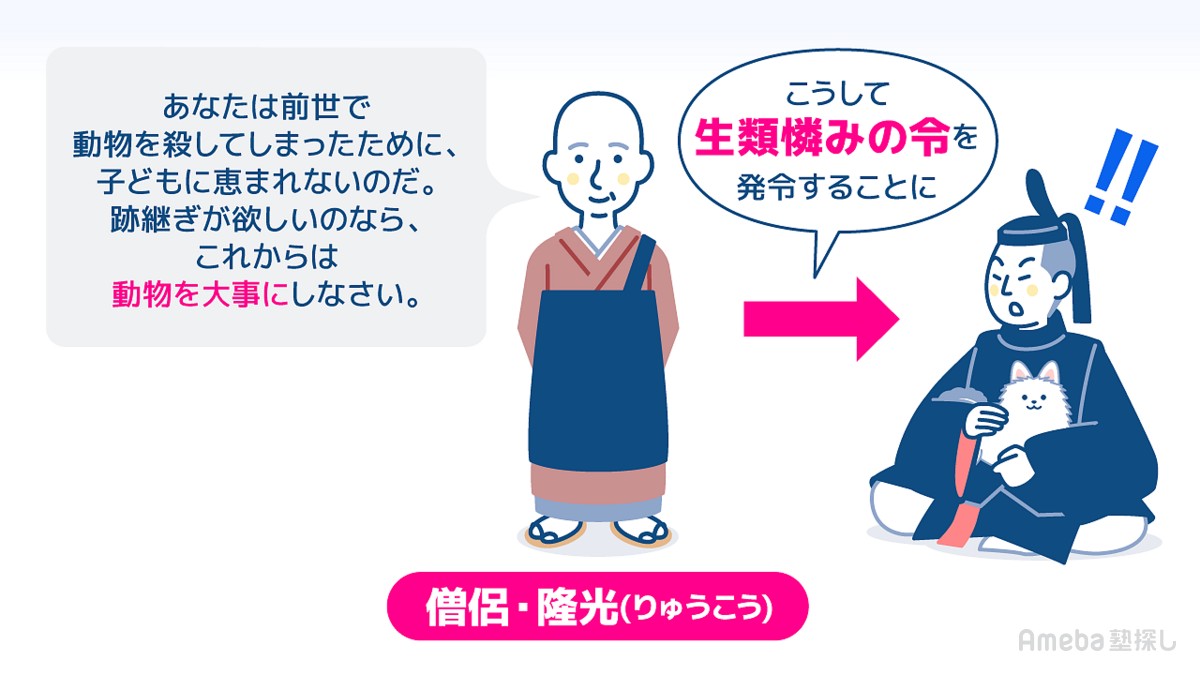 あなたは前世で
動物を殺してしまったために、
子どもに恵まれないのだ。
跡継ぎが欲しいのなら、
これからは
動物を大事にしなさい。
こうして
生類憐みの令を
発令することに
!!
僧侶・隆光(りゅうこう)
Ameba塾探し